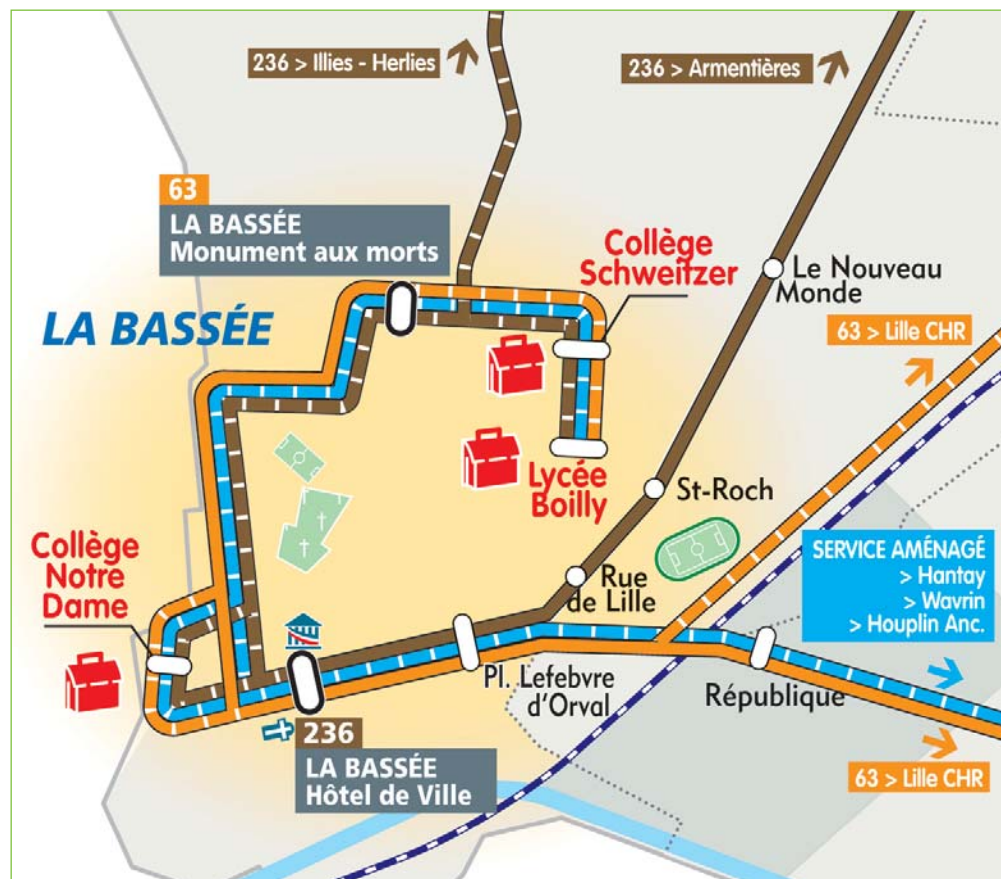 236 > Illies - Herlies
236 > Armentières
63
LA BASSÉE
Monument aux morts
Collège
Schweitzer
Le Nouveau
Monde
LA BASSÉE
63 > Lille CHR
Lycée
Boilly
St-Roch
Collège
Notre
Dame
Rue
de Lille
SERVICE AMÉNAGÉ
> Hantay
> Wavrin
> Houplin Anc.
Pl. Lefebvre
d'Orval
République
236
LA BASSÉE
Hôtel de Ville
63 > Lille CHR